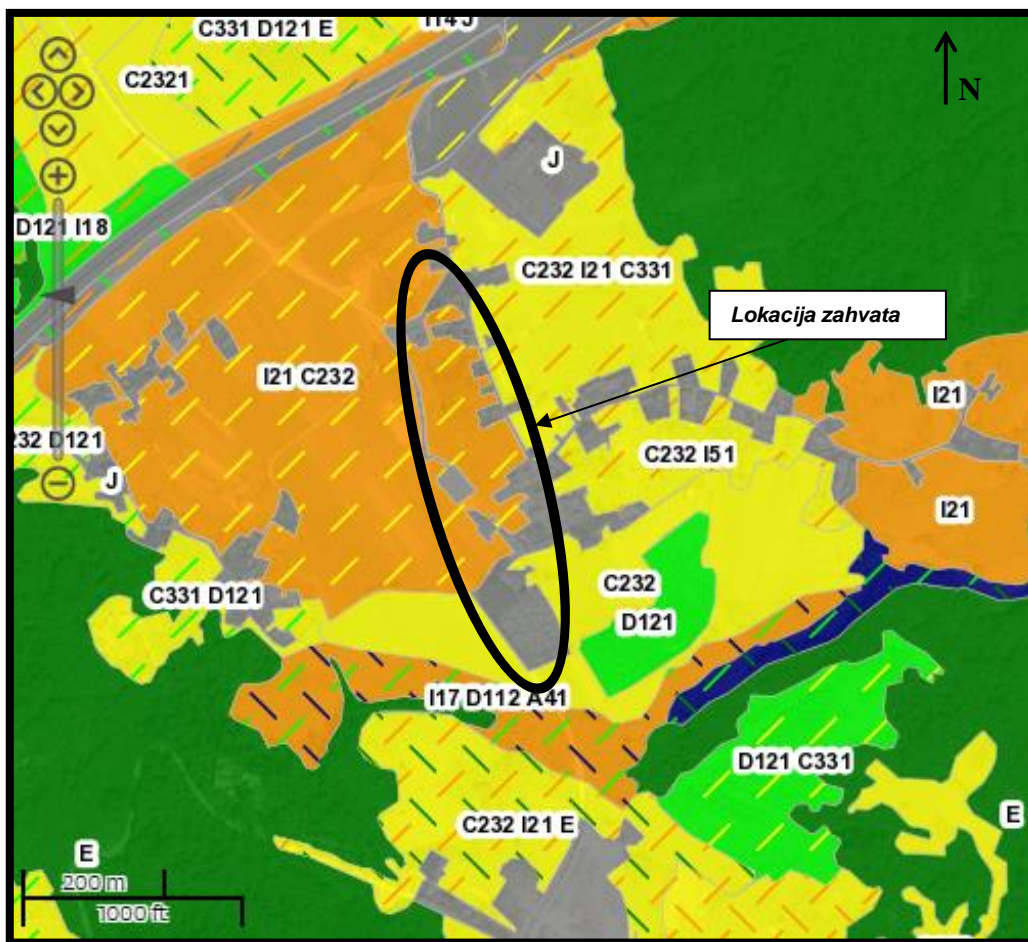 I14 J
C331 D121 E
C2321
N
J
D121 I18
C232 I21 C331
Lokacija zahvata
I21 C232
I21
232 D121
C232 I51
J
I21
C331 D121
C232
D121
I17 D112 A41
D121 C331
C232 I21 E
E
E
200 m
1000 ft